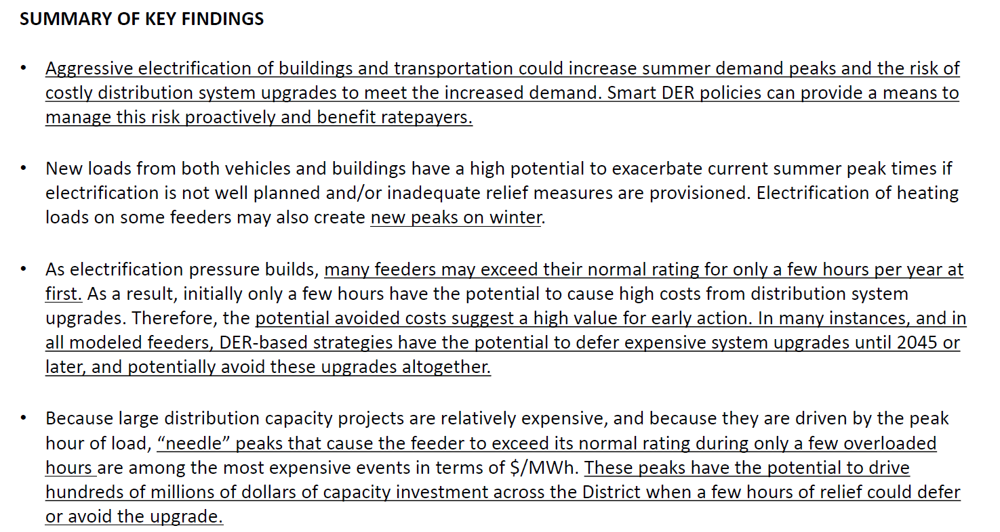 SUMMARY OF KEY FINDINGS
• Aggressive electrification of buildings and transportation could increase summer demand peaks and the risk of
costly distribution system upgrades to meet the increased demand. Smart DER policies can provide a means to
manage this risk proactively and benefit ratepayers.
• New loads from both vehicles and buildings have a high potential to exacerbate current summer peak times if
electrification is not well planned and/or inadequate relief measures are provisioned. Electrification of heating
loads on some feeders may also create new peaks on winter.
• As electrification pressure builds, many feeders may exceed their normal rating for only a few hours per year at
first. As a result, initially only a few hours have the potential to cause high costs from distribution system
upgrades. Therefore, the potential avoided costs suggest a high value for early action. In many instances, and in
all modeled feeders, DER-based strategies have the potential to defer expensive system upgrades until 2045 or
later, and potentially avoid these upgrades altogether.
• Because large distribution capacity projects are relatively expensive, and because they are driven by the peak
hour of load, “needle” peaks that cause the feeder to exceed its normal rating during only a few overloaded
hours are among the most expensive events in terms of $/MWh. These peaks have the potential to drive
hundreds of millions of dollars of capacity investment across the District when a few hours of relief could defer
or avoid the upgrade.